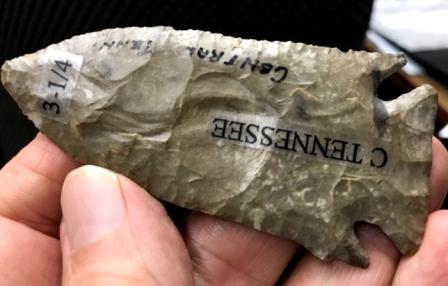 3-1/4
CENTRAL
TENN.
C TENNESSEE